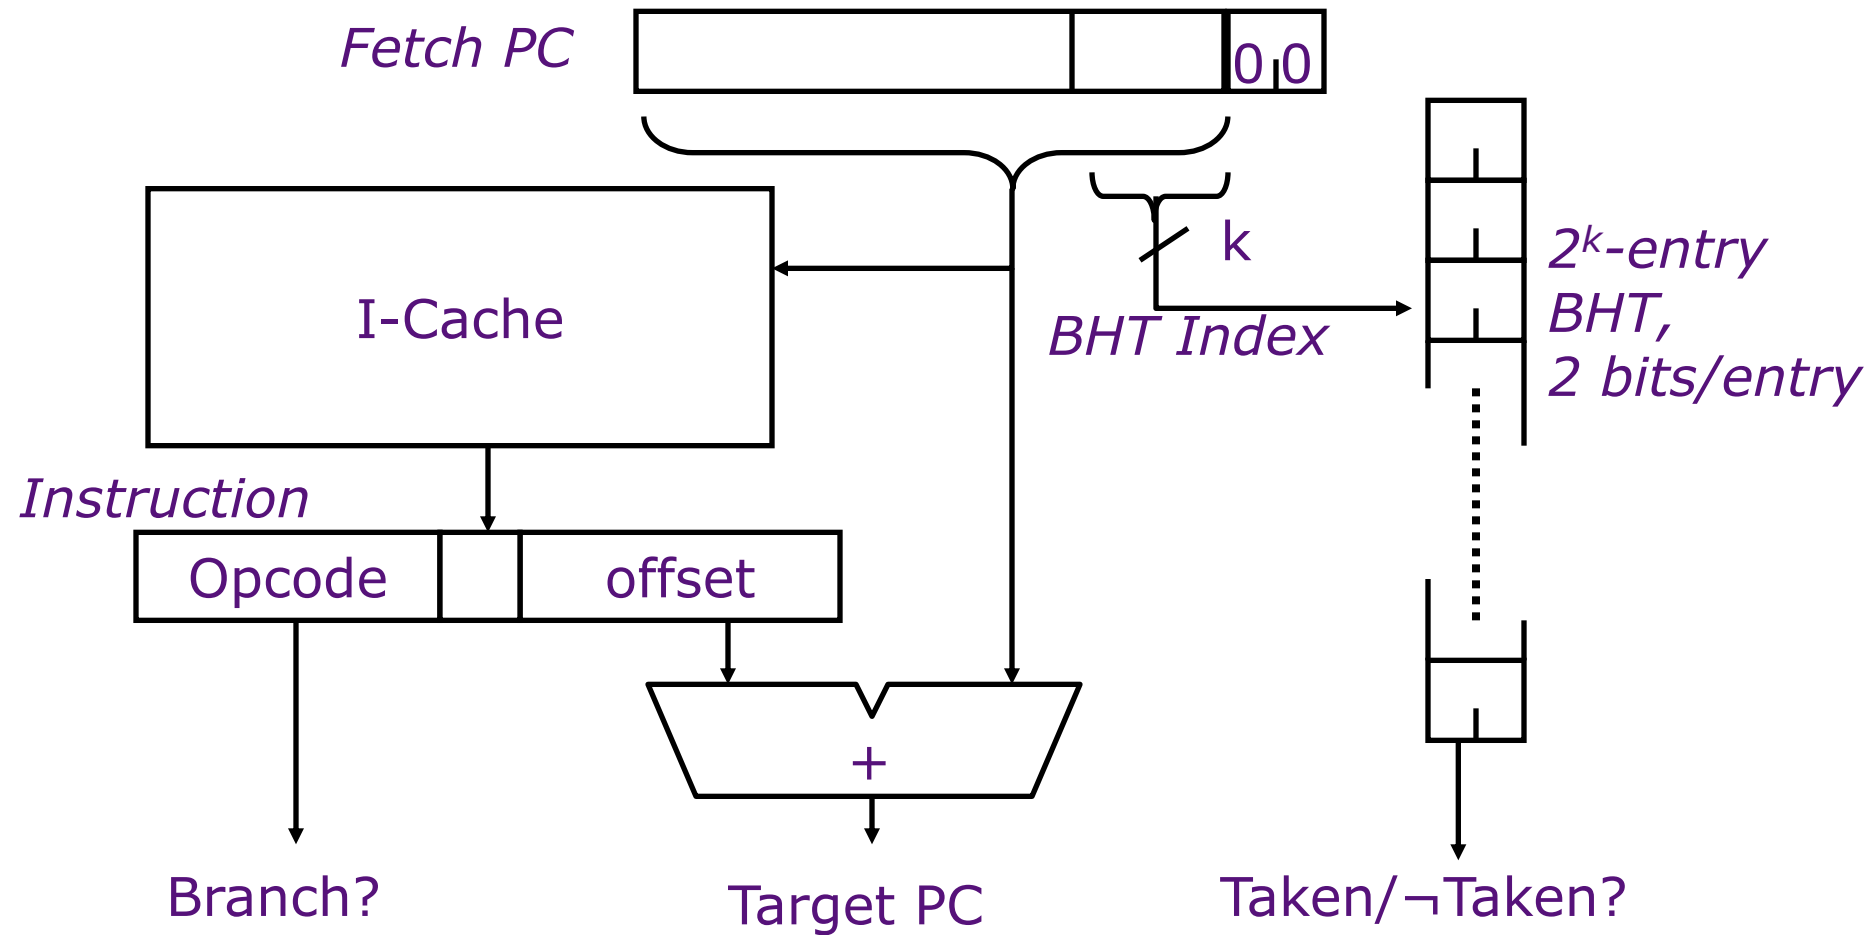 Fetch PC
0 0
k
2ᵏ-entry
BHT,
2 bits/entry
I-Cache
BHT Index
Instruction
Opcode offset
+
Branch?
Target PC
Taken/¬Taken?